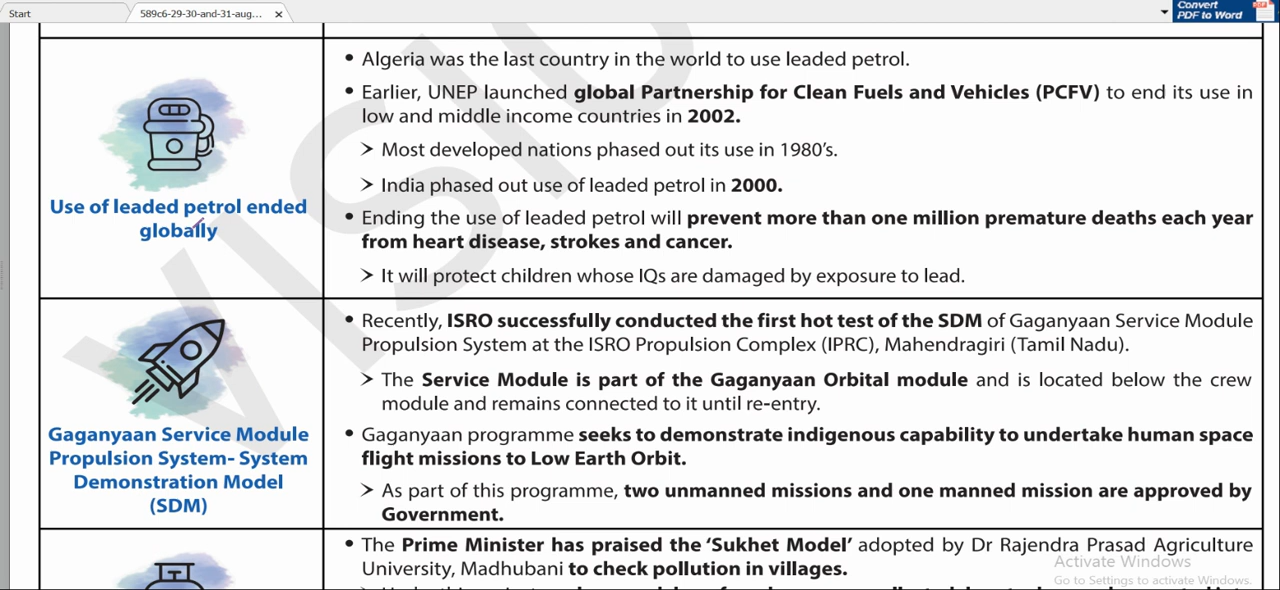 Start
589c6-29-30-and-31-aug...
Convert
PDF to Word
• Algeria was the last country in the world to use leaded petrol.
• Earlier, UNEP launched global Partnership for Clean Fuels and Vehicles (PCFV) to end its use in
low and middle income countries in 2002.
➢ Most developed nations phased out its use in 1980's.
➢ India phased out use of leaded petrol in 2000.
Use of leaded petrol ended
globally
• Ending the use of leaded petrol will prevent more than one million premature deaths each year
from heart disease, strokes and cancer.
➢ It will protect children whose IQs are damaged by exposure to lead.
• Recently, ISRO successfully conducted the first hot test of the SDM of Gaganyaan Service Module
Propulsion System at the ISRO Propulsion Complex (IPRC), Mahendragiri (Tamil Nadu).
➢ The Service Module is part of the Gaganyaan Orbital module and is located below the crew
module and remains connected to it until re-entry.
Gaganyaan Service Module
Propulsion System- System
Demonstration Model
(SDM)
• Gaganyaan programme seeks to demonstrate indigenous capability to undertake human space
flight missions to Low Earth Orbit.
➢ As part of this programme, two unmanned missions and one manned mission are approved by
Government.
• The Prime Minister has praised the 'Sukhet Model' adopted by Dr Rajendra Prasad Agriculture
University, Madhubani to check pollution in villages.
Activate Windows
Go to Settings to activate Windows.